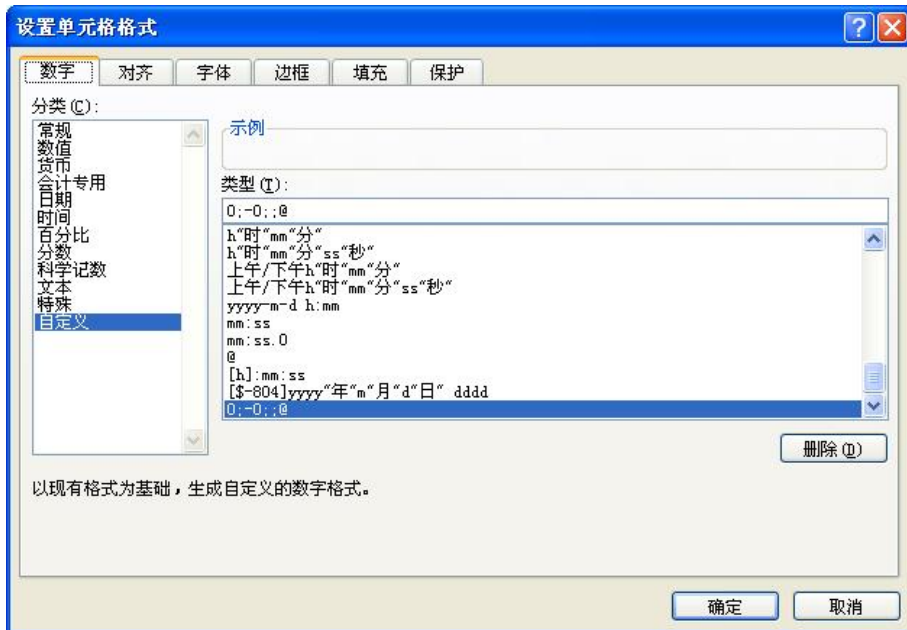 设置单元格格式
数字 对齐 字体 边框 填充 保护
分类(C):
常规
数值
货币
会计专用
日期
时间
百分比
分数
科学记数
文本
特殊
自定义
示例
类型(T):
0;-0;;@
h"时"mm"分"
h"时"mm"分"ss"秒"
上午/下午h"时"mm"分"
上午/下午h"时"mm"分"ss"秒"
yyyy-m-d h:mm
mm:ss
mm:ss.0
@
[h]:mm:ss
[$-804]yyyy"年"m"月"d"日" dddd
0;-0;;@
删除(D)
以现有格式为基础，生成自定义的数字格式。
确定 取消